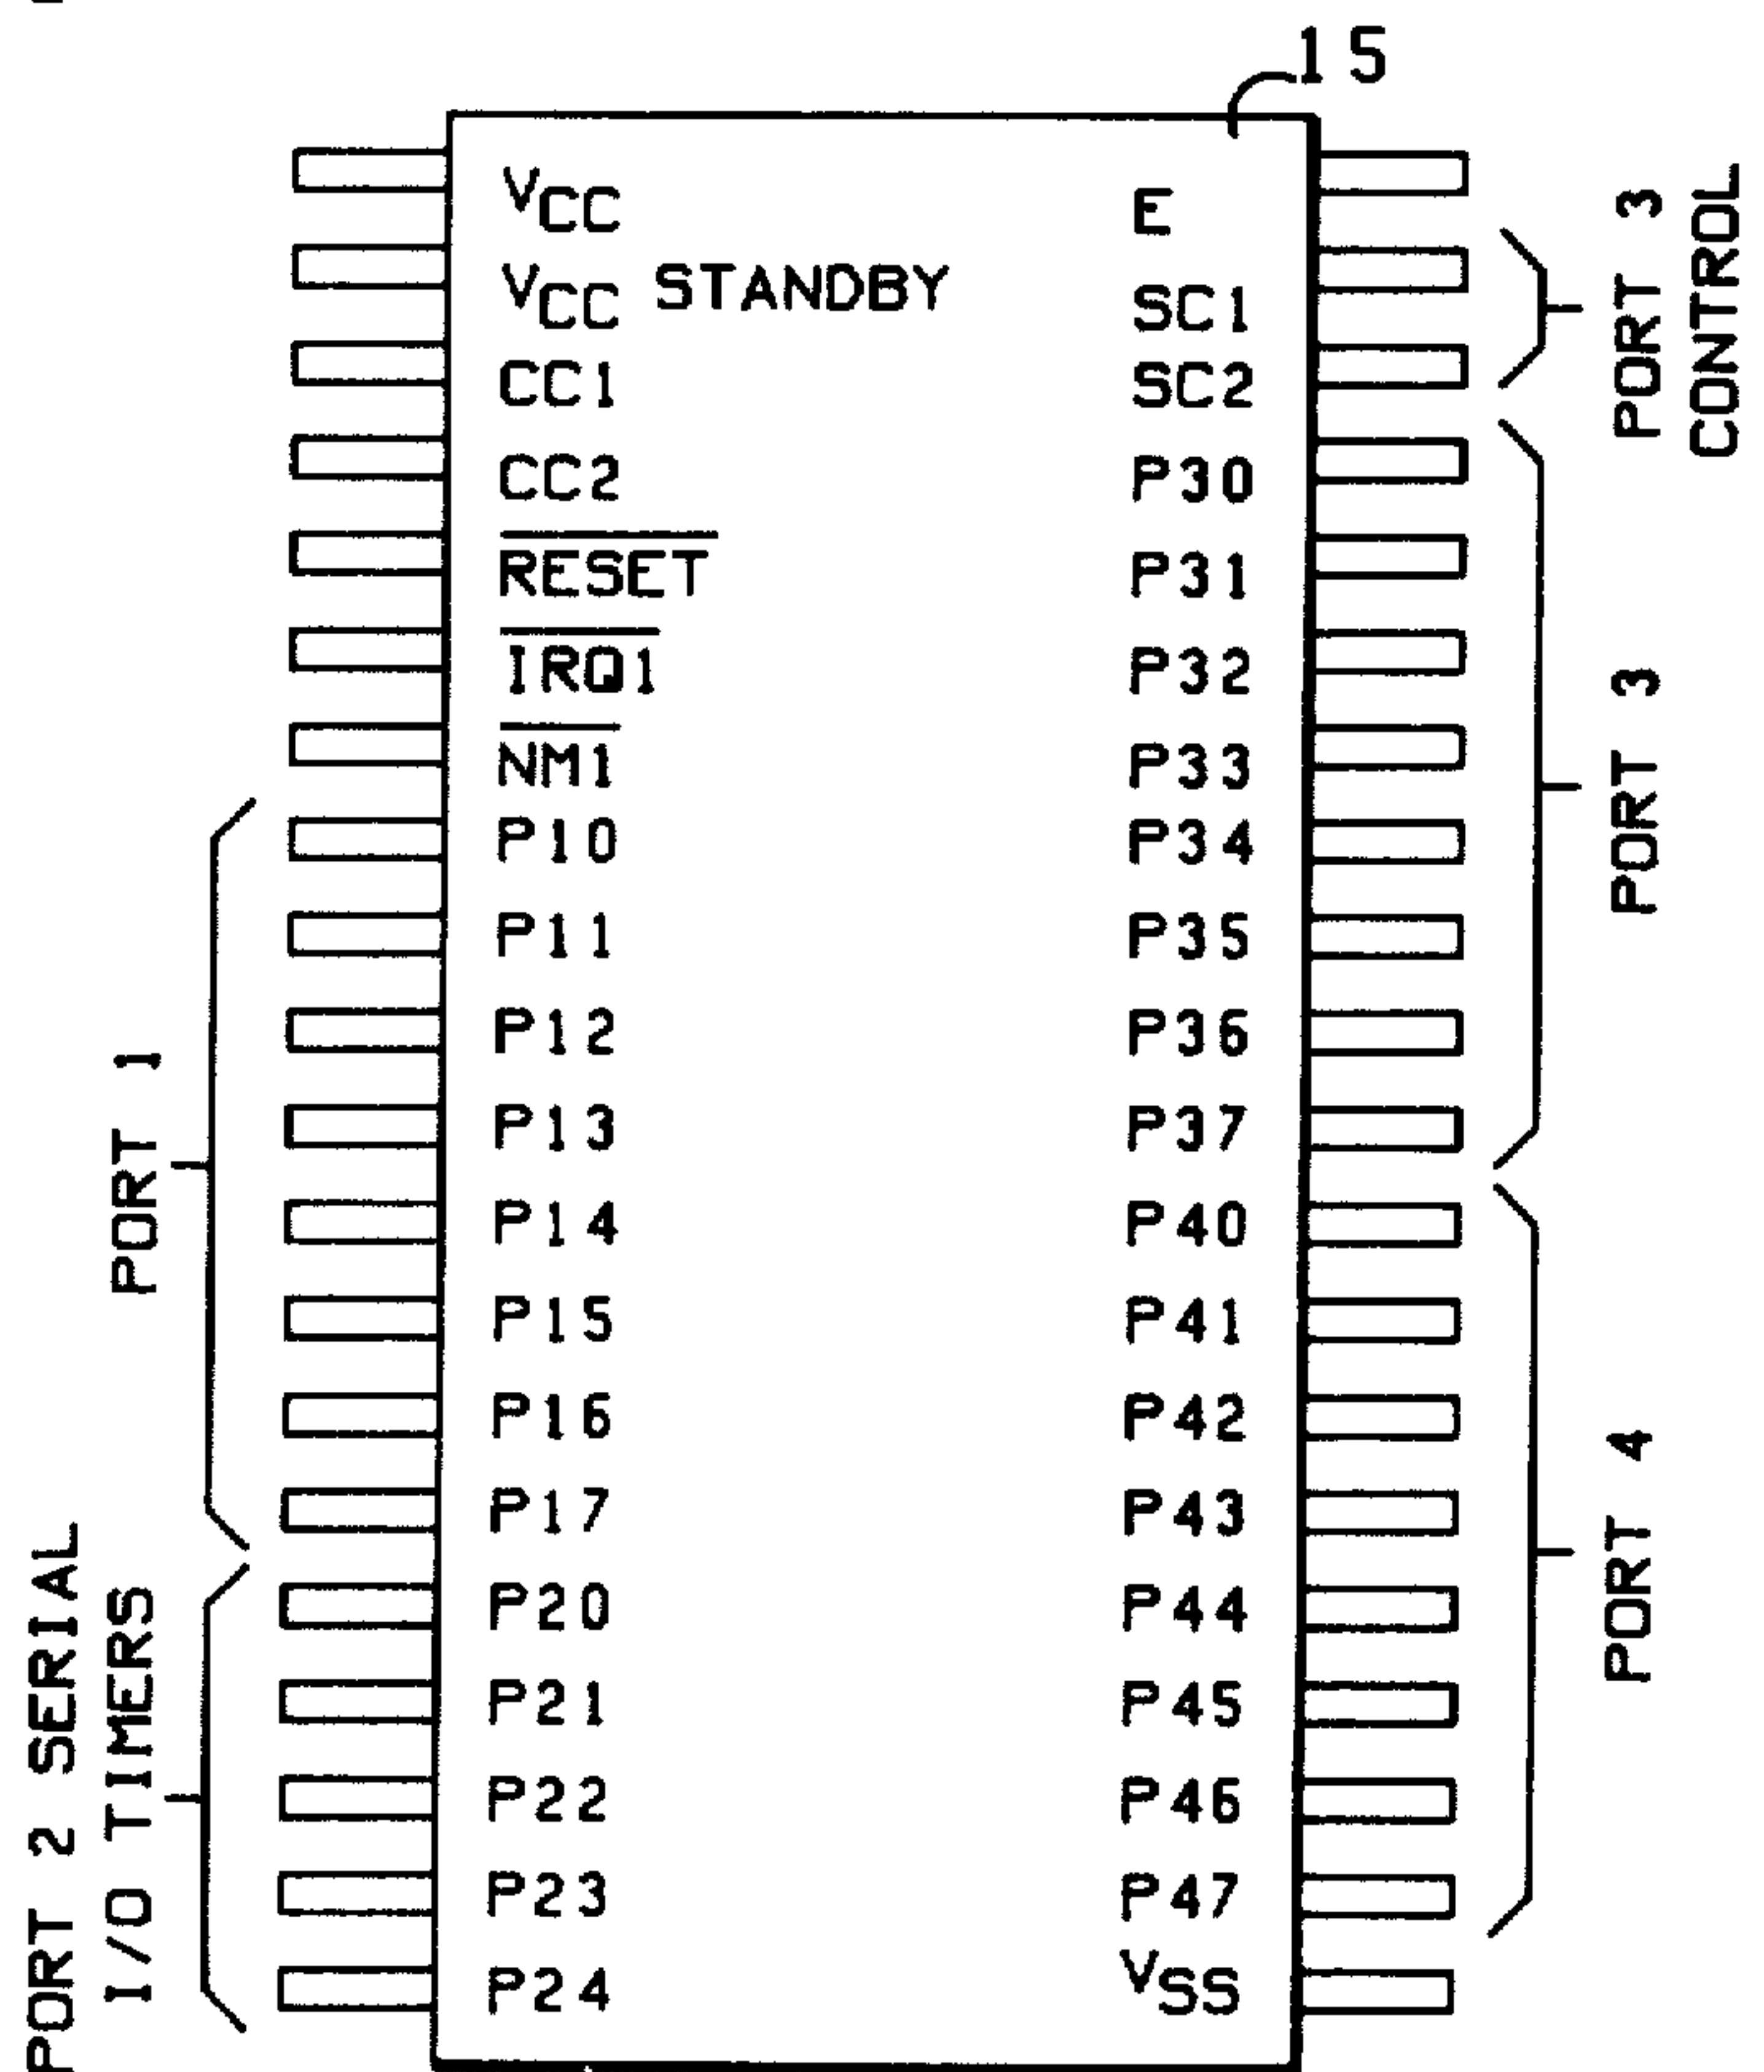 15
VCC
VCC STANDBY
CC1
CC2
RESET
IRQ1
NM1
P10
P11
P12
P13
P14
P15
P16
P17
P20
P21
P22
P23
P24
E
SC1
SC2
P30
P31
P32
P33
P34
P35
P36
P37
P40
P41
P42
P43
P44
P45
P46
P47
VSS
PORT 1
PORT 2 SERIAL
I/O TIMERS
PORT 3
CONTROL
PORT 3
PORT 4